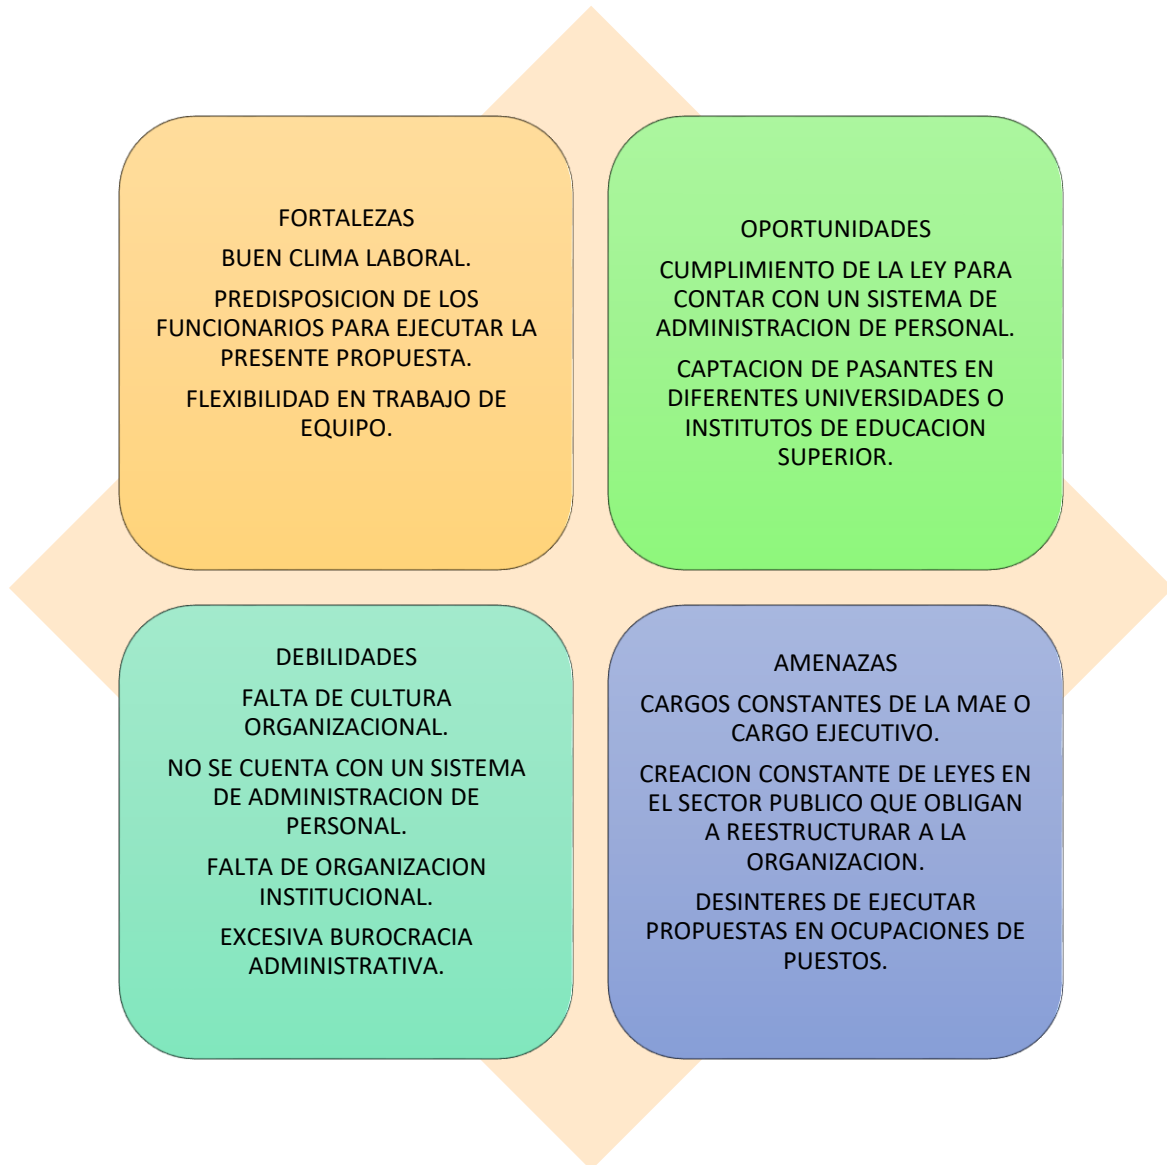 FORTALEZAS
BUEN CLIMA LABORAL.
PREDISPOSICION DE LOS
FUNCIONARIOS PARA EJECUTAR LA
PRESENTE PROPUESTA.
FLEXIBILIDAD EN TRABAJO DE
EQUIPO.
OPORTUNIDADES
CUMPLIMIENTO DE LA LEY PARA
CONTAR CON UN SISTEMA DE
ADMINISTRACION DE PERSONAL.
CAPTACION DE PASANTES EN
DIFERENTES UNIVERSIDADES O
INSTITUTOS DE EDUCACION
SUPERIOR.
DEBILIDADES
FALTA DE CULTURA
ORGANIZACIONAL.
NO SE CUENTA CON UN SISTEMA
DE ADMINISTRACION DE
PERSONAL.
FALTA DE ORGANIZACION
INSTITUCIONAL.
EXCESIVA BUROCRACIA
ADMINISTRATIVA.
AMENAZAS
CARGOS CONSTANTES DE LA MAE O
CARGO EJECUTIVO.
CREACION CONSTANTE DE LEYES EN
EL SECTOR PUBLICO QUE OBLIGAN
A REESTRUCTURAR A LA
ORGANIZACION.
DESINTERES DE EJECUTAR
PROPUESTAS EN OCUPACIONES DE
PUESTOS.